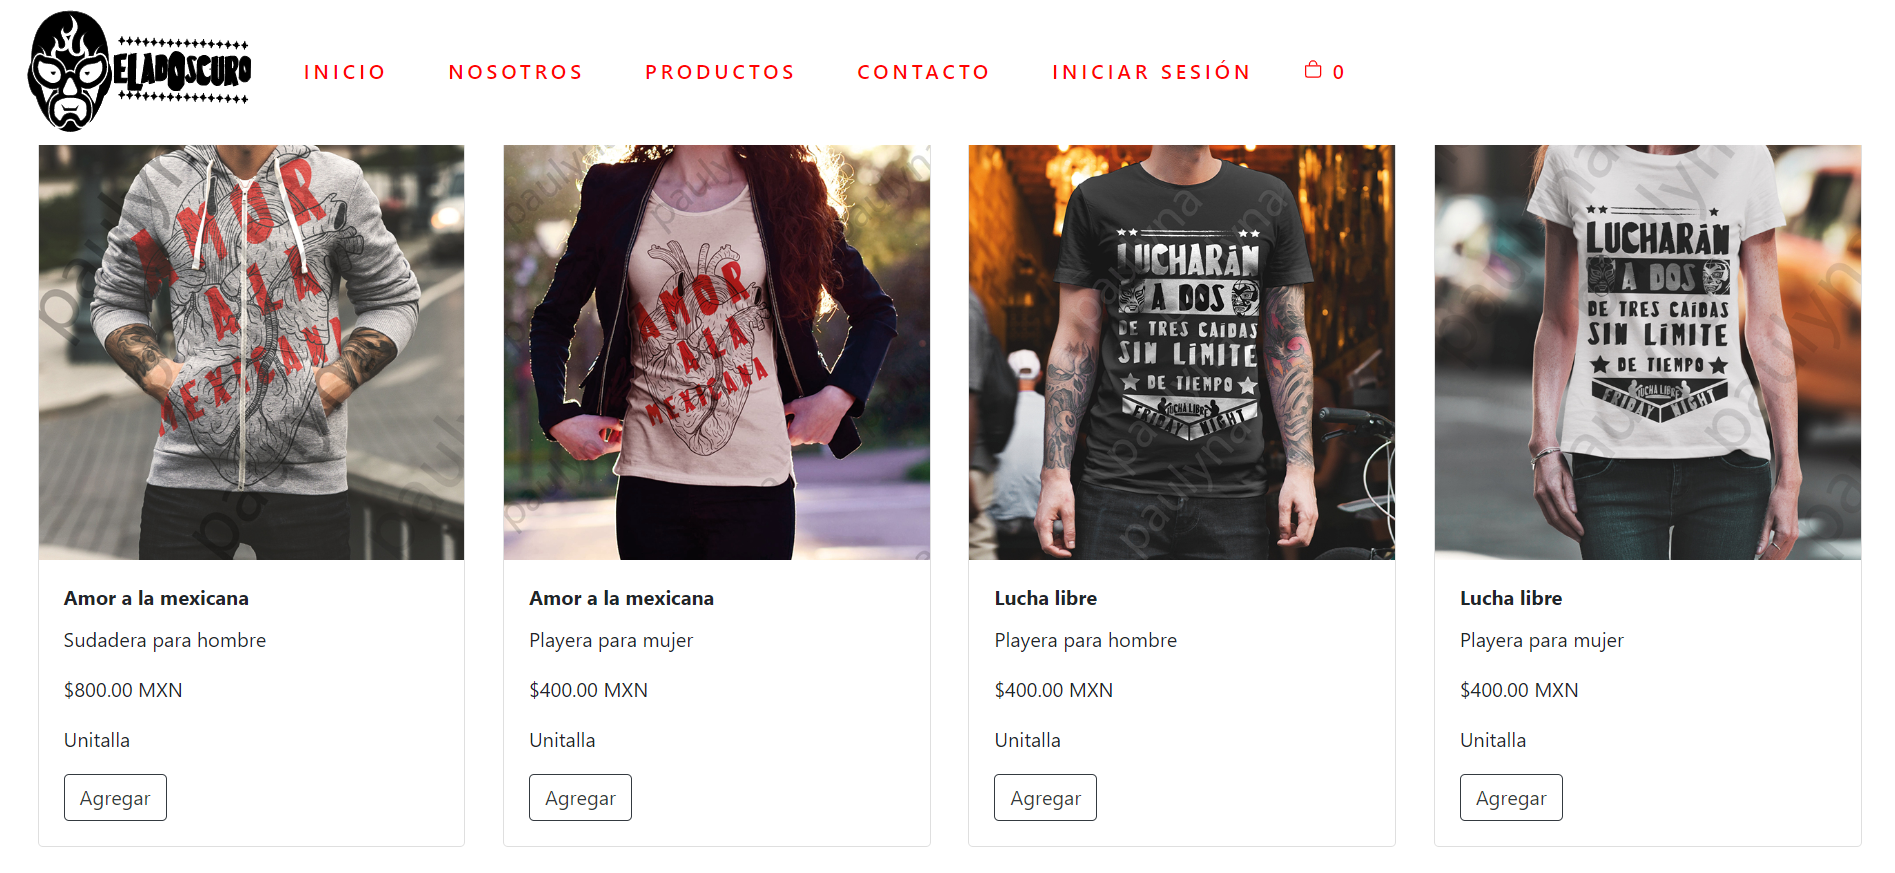 ELADOSCURO
INICIO NOSOTROS PRODUCTOS CONTACTO INICIAR SESIÓN 0
AMOR
A LA
MEXICANA
paulyna
Amor a la mexicana
Sudadera para hombre
$800.00 MXN
Unitalla
Agregar
AMOR
A LA
MEXICANA
paulyna
Amor a la mexicana
Playera para mujer
$400.00 MXN
Unitalla
Agregar
LUCHARÁN
A DOS
DE TRES CAÍDAS
SIN LÍMITE
DE TIEMPO
LUCHA LIBRE
FRIDAY NIGHT
paulyna
Lucha libre
Playera para hombre
$400.00 MXN
Unitalla
Agregar
LUCHARÁN
A DOS
DE TRES CAÍDAS
SIN LÍMITE
DE TIEMPO
LUCHA LIBRE
FRIDAY NIGHT
paulyna
Lucha libre
Playera para mujer
$400.00 MXN
Unitalla
Agregar